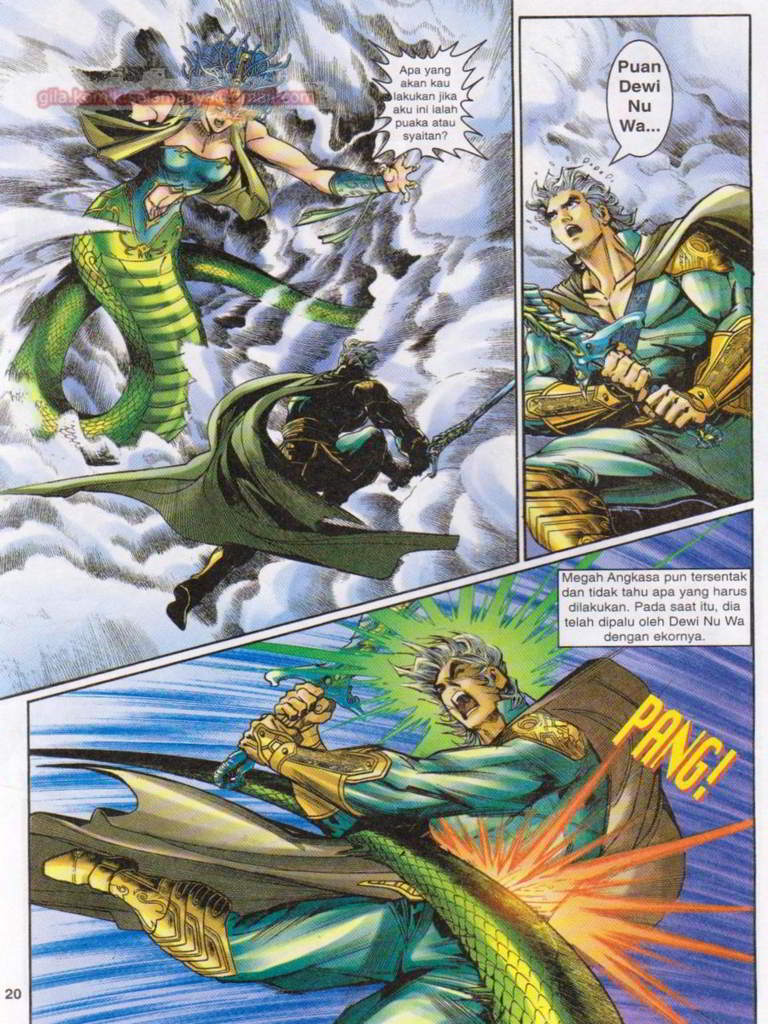 Apa yang
akan kau
lakukan jika
aku ini ialah
puaka atau
syaitan?
Puan
Dewi
Nu
Wa...
Megah Angkasa pun tersentak
dan tidak tahu apa yang harus
dilakukan. Pada saat itu, dia
telah dipalu oleh Dewi Nu Wa
dengan ekornya.
PANG!
20